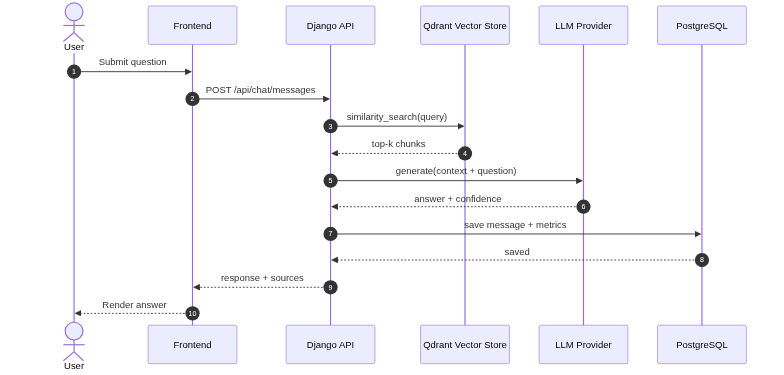 User
Frontend
Django API
Qdrant Vector Store
LLM Provider
PostgreSQL
1
Submit question
2
POST /api/chat/messages
3
similarity_search(query)
4
top-k chunks
5
generate(context + question)
6
answer + confidence
7
save message + metrics
8
saved
9
response + sources
10
Render answer
User
Frontend
Django API
Qdrant Vector Store
LLM Provider
PostgreSQL